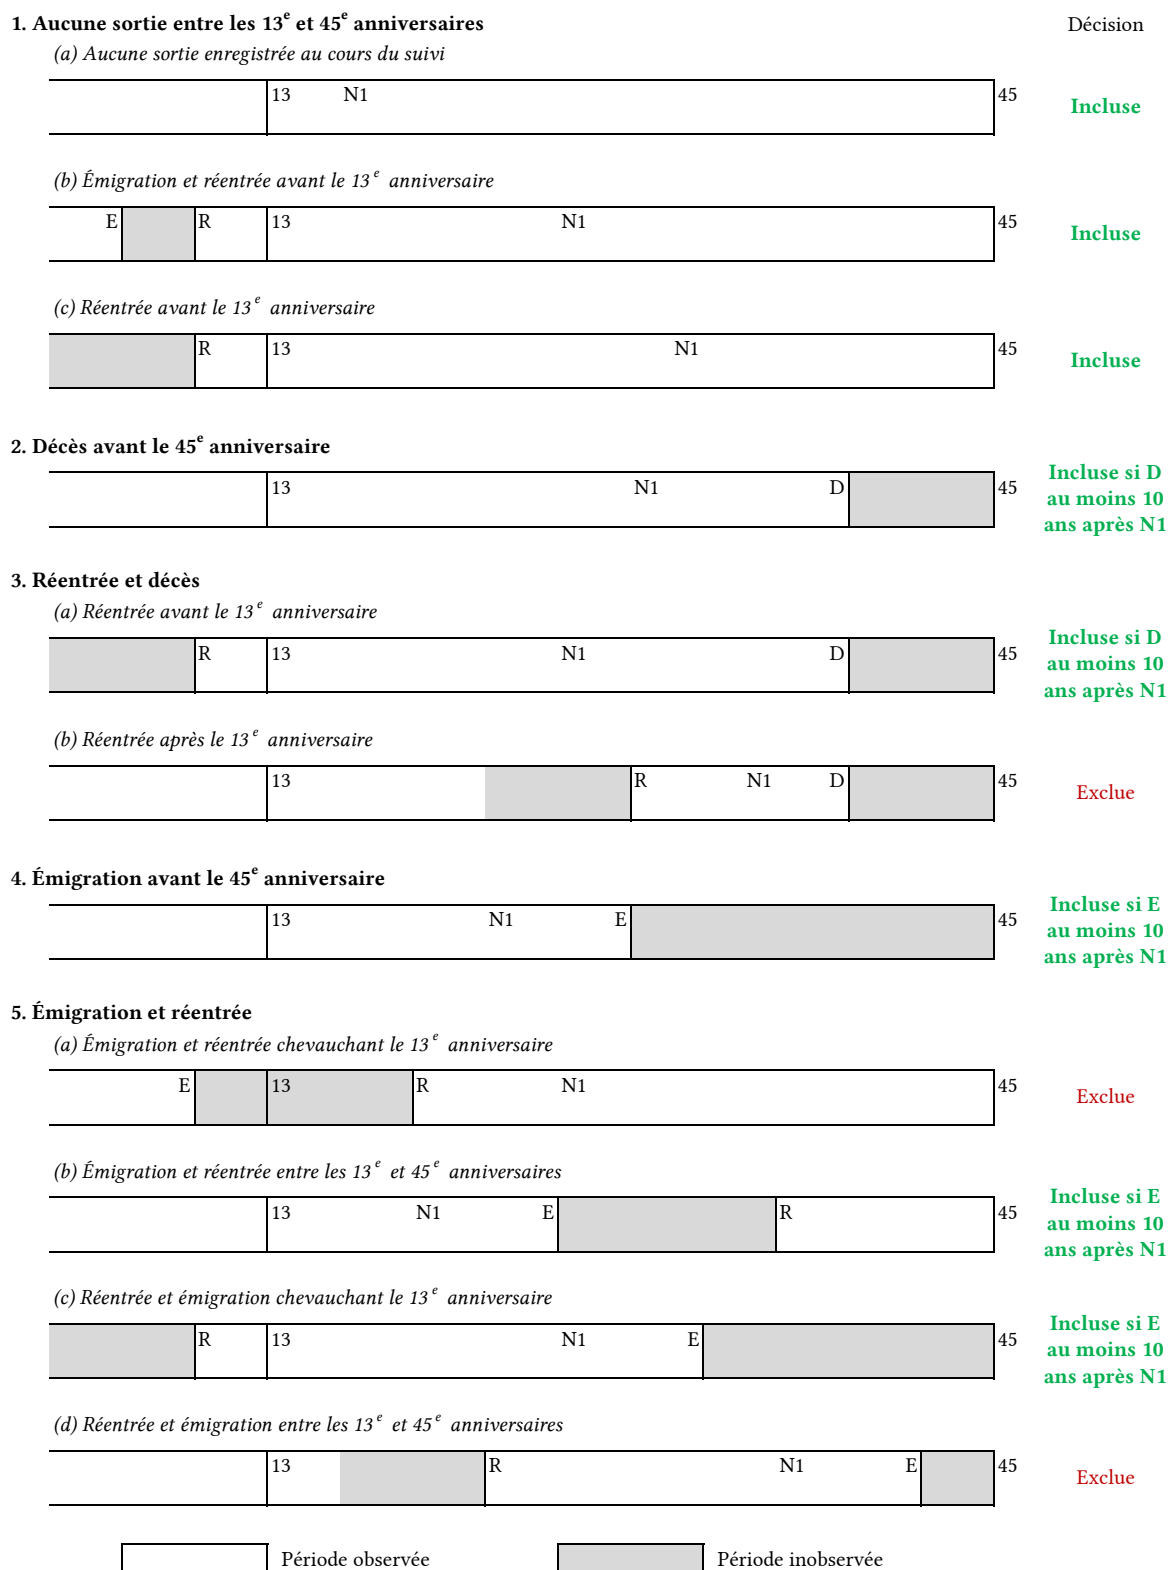 1. Aucune sortie entre les 13e et 45e anniversaires Décision
(a) Aucune sortie enregistrée au cours du suivi
13 N1 45 Incluse
(b) Émigration et réentrée avant le 13e anniversaire
E R 13 N1 45 Incluse
(c) Réentrée avant le 13e anniversaire
R 13 N1 45 Incluse
2. Décès avant le 45e anniversaire
13 N1 D 45
Incluse si D
au moins 10
ans après N1
3. Réentrée et décès
(a) Réentrée avant le 13e anniversaire
R 13 N1 D 45
Incluse si D
au moins 10
ans après N1
(b) Réentrée après le 13e anniversaire
13 R N1 D 45 Exclue
4. Émigration avant le 45e anniversaire
13 N1 E 45
Incluse si E
au moins 10
ans après N1
5. Émigration et réentrée
(a) Émigration et réentrée chevauchant le 13e anniversaire
E 13 R N1 45 Exclue
(b) Émigration et réentrée entre les 13e et 45e anniversaires
13 N1 E R 45
Incluse si E
au moins 10
ans après N1
(c) Réentrée et émigration chevauchant le 13e anniversaire
R 13 N1 E 45
Incluse si E
au moins 10
ans après N1
(d) Réentrée et émigration entre les 13e et 45e anniversaires
13 R N1 E 45 Exclue
Période observée Période inobservée